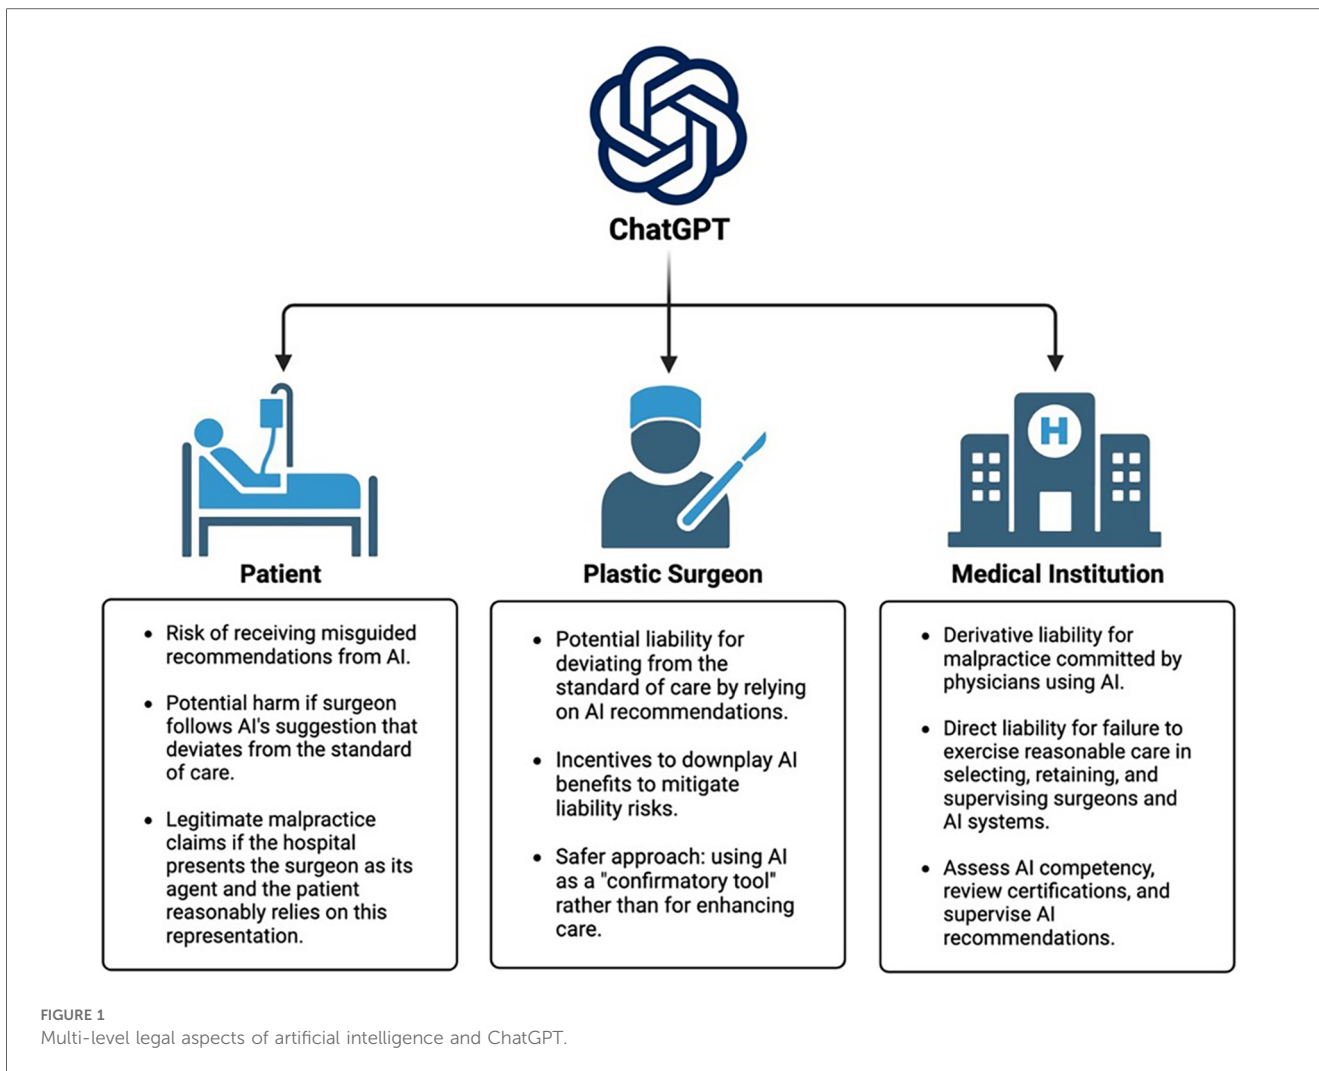 ChatGPT
Patient
• Risk of receiving misguided
recommendations from AI.
• Potential harm if surgeon
follows AI's suggestion that
deviates from the standard
of care.
• Legitimate malpractice
claims if the hospital
presents the surgeon as its
agent and the patient
reasonably relies on this
representation.
Plastic Surgeon
• Potential liability for
deviating from the
standard of care by relying
on AI recommendations.
• Incentives to downplay AI
benefits to mitigate
liability risks.
• Safer approach: using AI
as a "confirmatory tool"
rather than for enhancing
care.
H
Medical Institution
• Derivative liability for
malpractice committed by
physicians using AI.
• Direct liability for failure to
exercise reasonable care in
selecting, retaining, and
supervising surgeons and
AI systems.
• Assess AI competency,
review certifications, and
supervise AI
recommendations.
FIGURE 1
Multi-level legal aspects of artificial intelligence and ChatGPT.